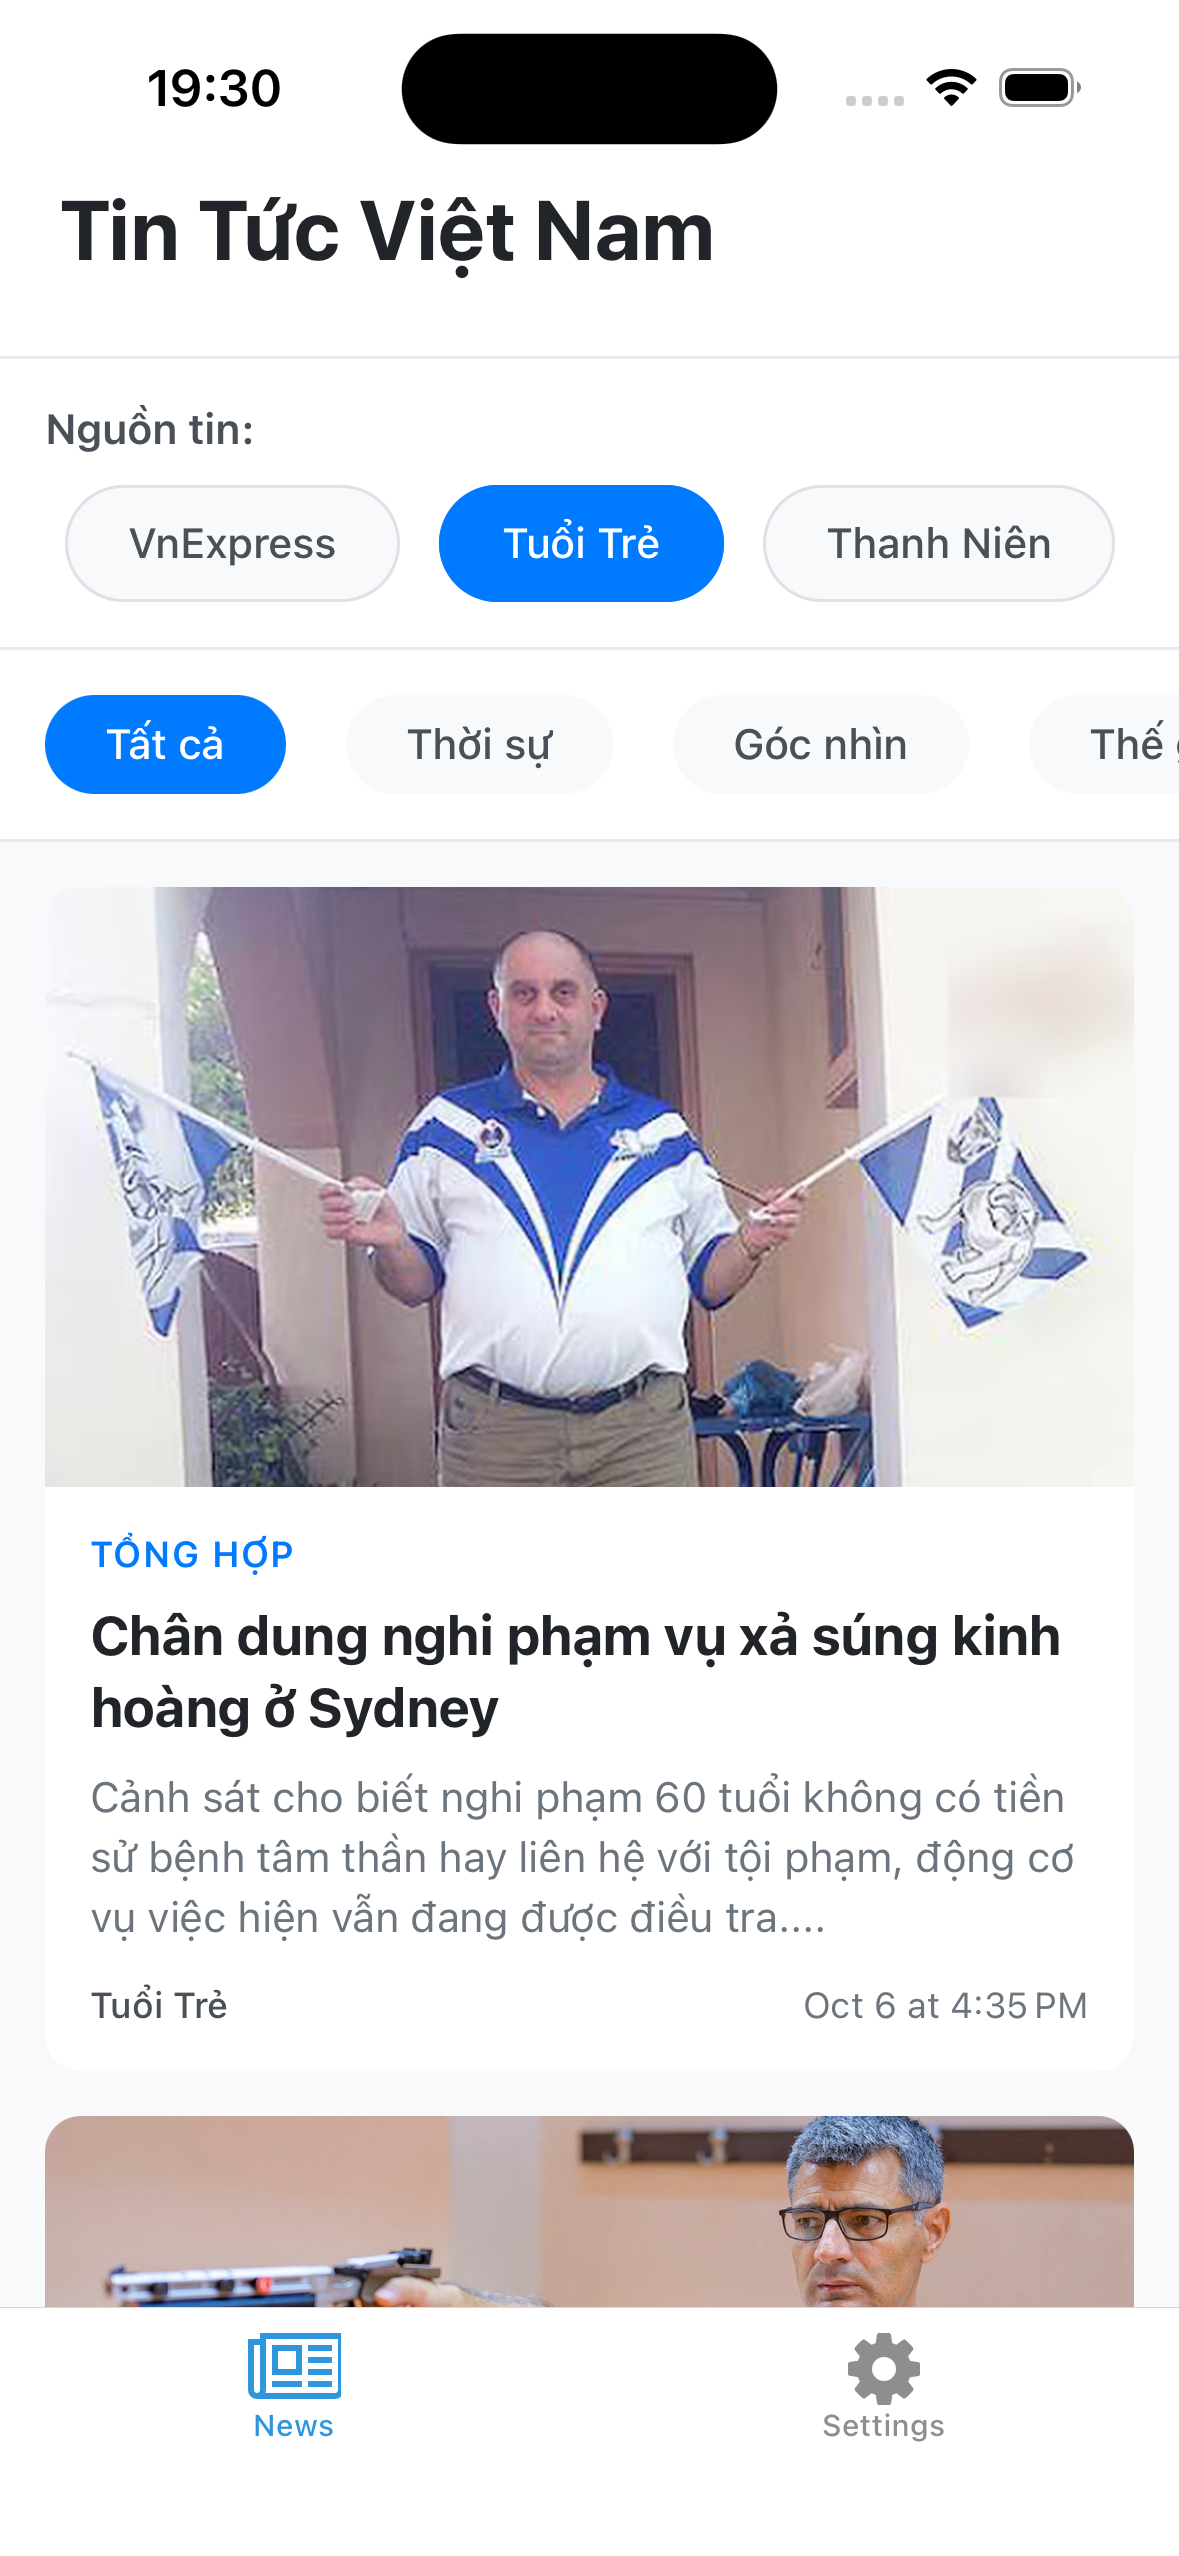 19:30
Tin Tức Việt Nam
Nguồn tin:
VnExpress
Tuổi Trẻ
Thanh Niên
Tất cả
Thời sự
Góc nhìn
Thế
TỔNG HỢP
Chân dung nghi phạm vụ xả súng kinh
hoàng ở Sydney
Cảnh sát cho biết nghi phạm 60 tuổi không có tiền
sử bệnh tâm thần hay liên hệ với tội phạm, động cơ
vụ việc hiện vẫn đang được điều tra....
Tuổi Trẻ
Oct 6 at 4:35 PM
News
Settings